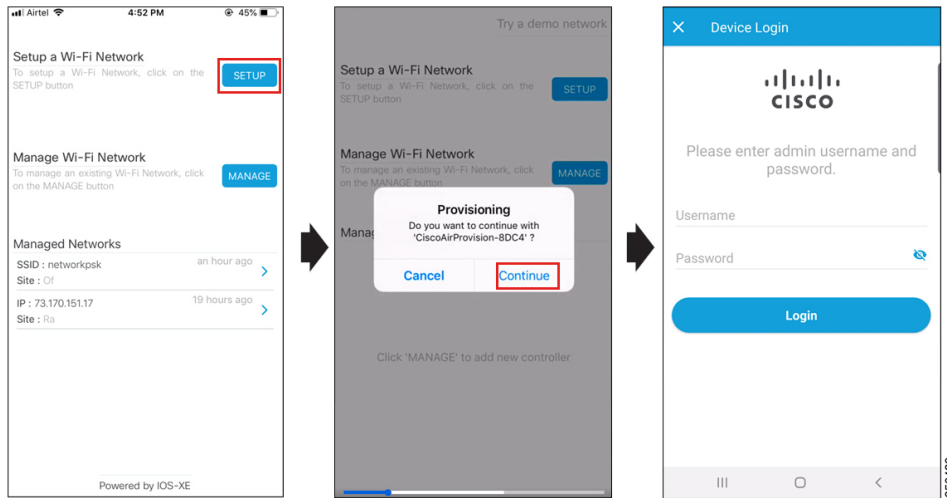 Airtel 4:52 PM 45%
Setup a Wi-Fi Network
To setup a Wi-Fi Network, click on the
SETUP button
SETUP
Manage Wi-Fi Network
To manage an existing Wi-Fi Network, click
on the MANAGE button
MANAGE
Managed Networks
SSID : networkpsk
an hour ago
Site : Of
IP : 73.170.151.17
19 hours ago
Site : Ra
Powered by IOS-XE
Try a demo network
Setup a Wi-Fi Network
To setup a Wi-Fi Network, click on the
SETUP button
SETUP
Manage Wi-Fi Network
To manage an existing Wi-Fi Network, click
on the MANAGE button
MANAGE
Manag
Provisioning
Do you want to continue with
'CiscoAirProvision-8DC4' ?
Cancel
Continue
Click 'MANAGE' to add new controller
Device Login
CISCO
Please enter admin username and
password.
Username
Password
Login